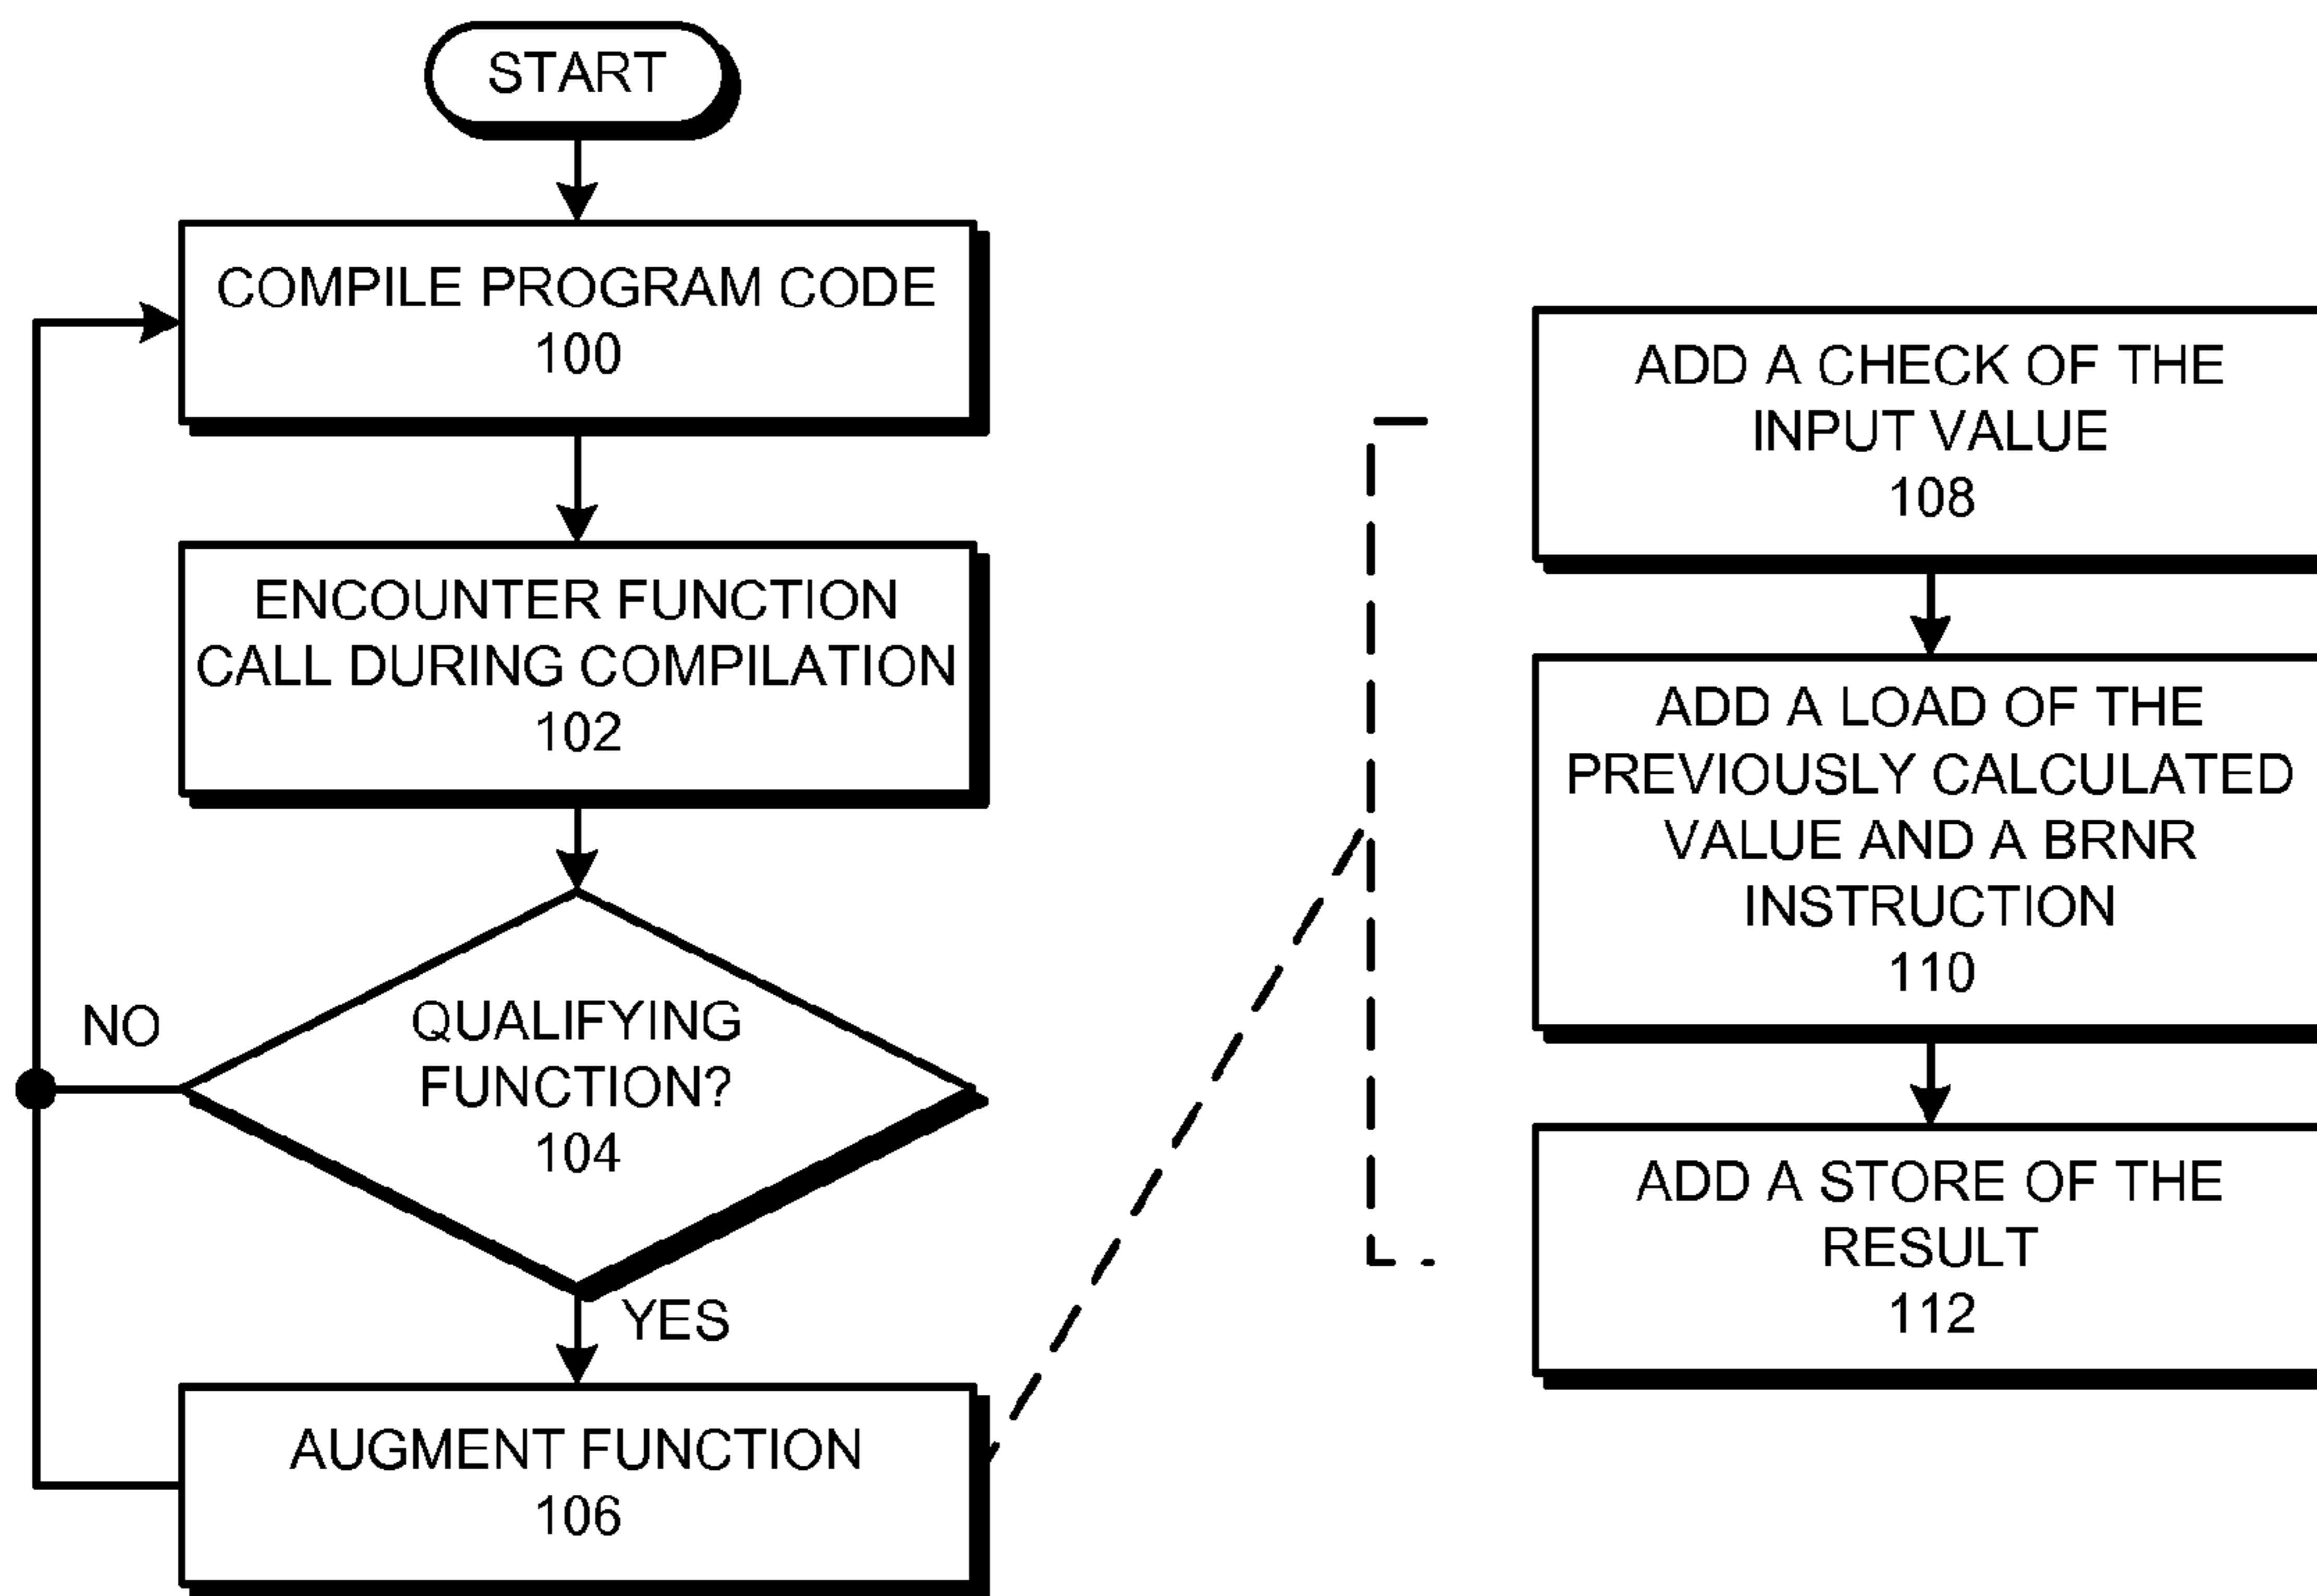 START
COMPILE PROGRAM CODE
100
ENCOUNTER FUNCTION
CALL DURING COMPILATION
102
QUALIFYING
FUNCTION?
104
NO
YES
AUGMENT FUNCTION
106
ADD A CHECK OF THE
INPUT VALUE
108
ADD A LOAD OF THE
PREVIOUSLY CALCULATED
VALUE AND A BRNR
INSTRUCTION
110
ADD A STORE OF THE
RESULT
112